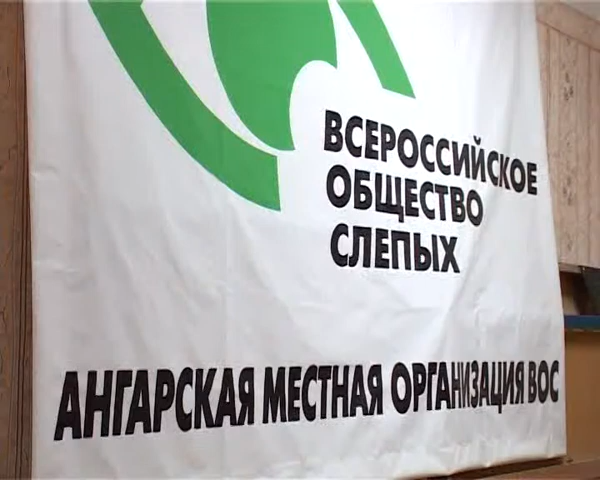 ВСЕРОССИЙСКОЕ
ОБЩЕСТВО
СЛЕПЫХ
АНГАРСКАЯ МЕСТНАЯ ОРГАНИЗАЦИЯ ВОС